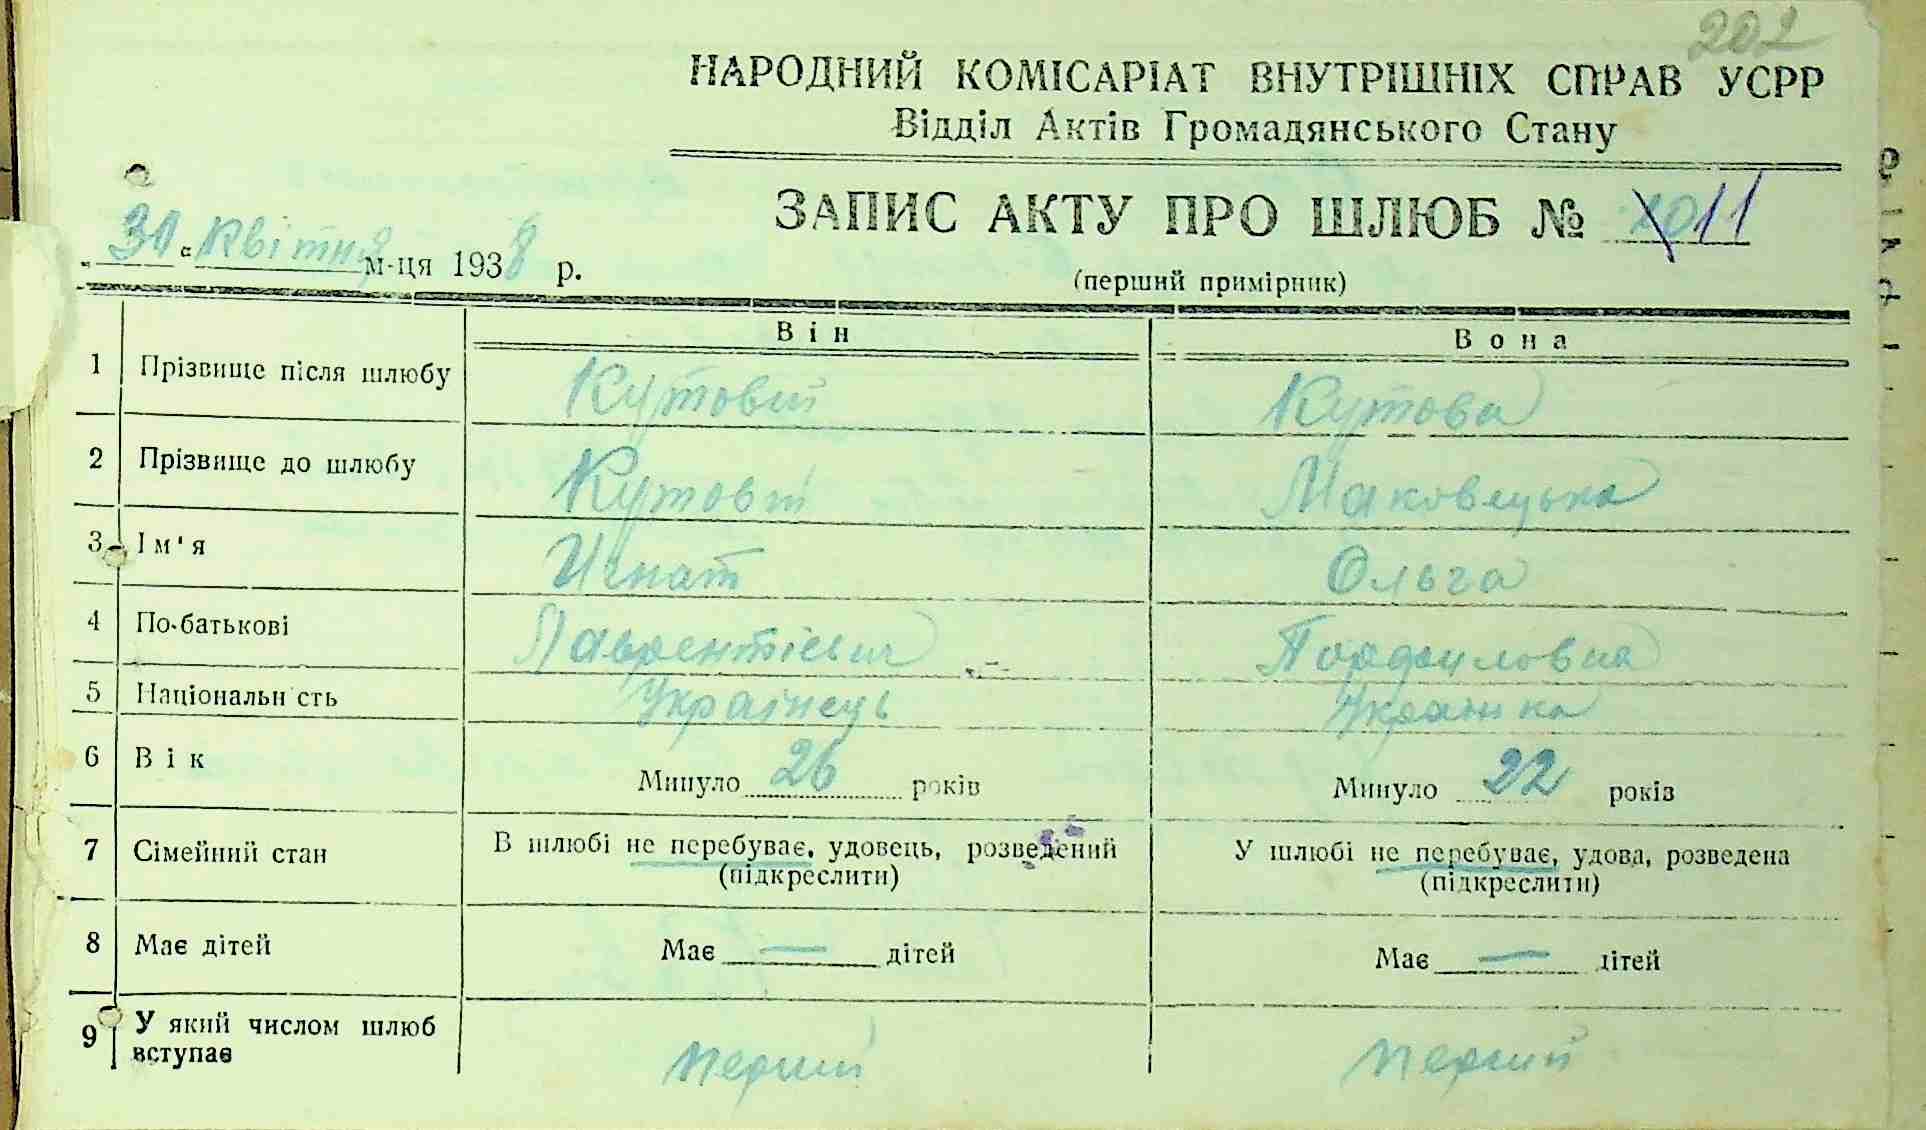 202
НАРОДНИЙ КОМІСАРІАТ ВНУТРІШНІХ СПРАВ УСРР
Відділ Актів Громадянського Стану
ЗАПИС АКТУ ПРО ШЛЮБ № 11
„30“ Квітня м-ця 1938 р.
(перший примірник)
Він Вона
1 Прізвище після шлюбу Кутовий Кутова
2 Прізвище до шлюбу Кутовий Маковецька
3 Ім'я Игнат Ольга
4 По-батькові Лаврентієвич
5 Національність Українець Українка
6 Вік Минуло 26 років Минуло 22 років
7 Сімейний стан В шлюбі не перебуває, удовець, розведений У шлюбі не перебуває, удова, розведена
(підкреслити) (підкреслити)
8 Має дітей Має — дітей Має — дітей
9 У який числом шлюб
вступає перший перший